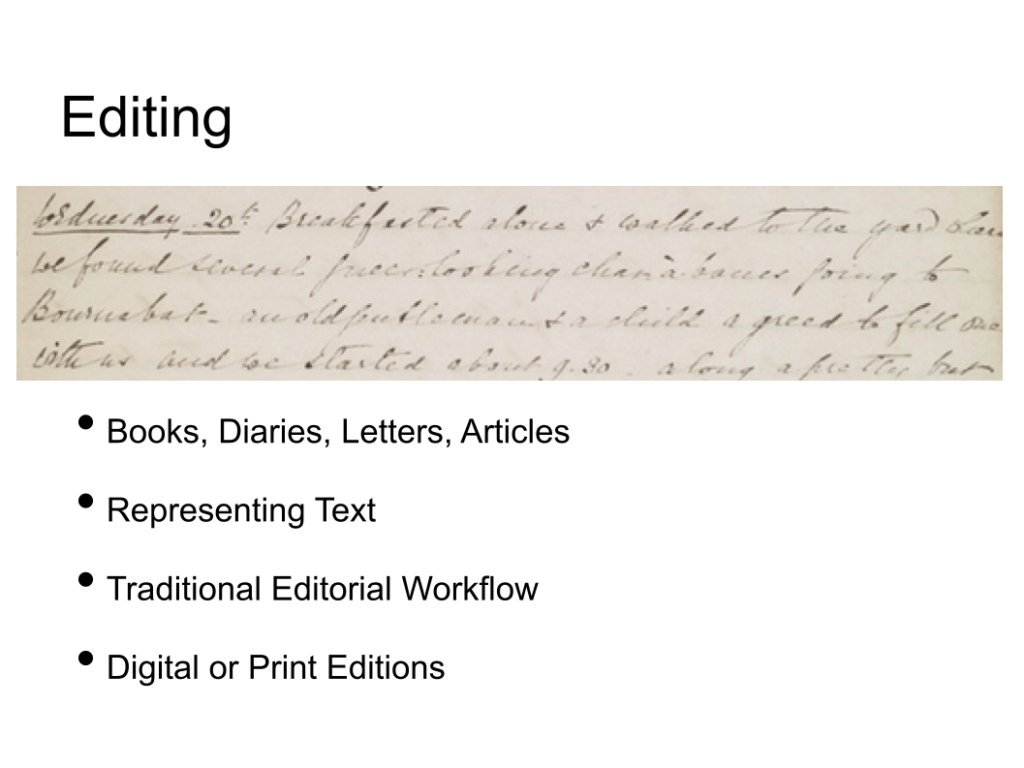 Editing
Wednesday 20th Breakfasted alone & walked to the yard
we found several queer looking char-à-bancs going to
Bournabat - an old gentleman & a child agreed to fill one
with us and we started about 9.30 - along a pretty but
• Books, Diaries, Letters, Articles
• Representing Text
• Traditional Editorial Workflow
• Digital or Print Editions